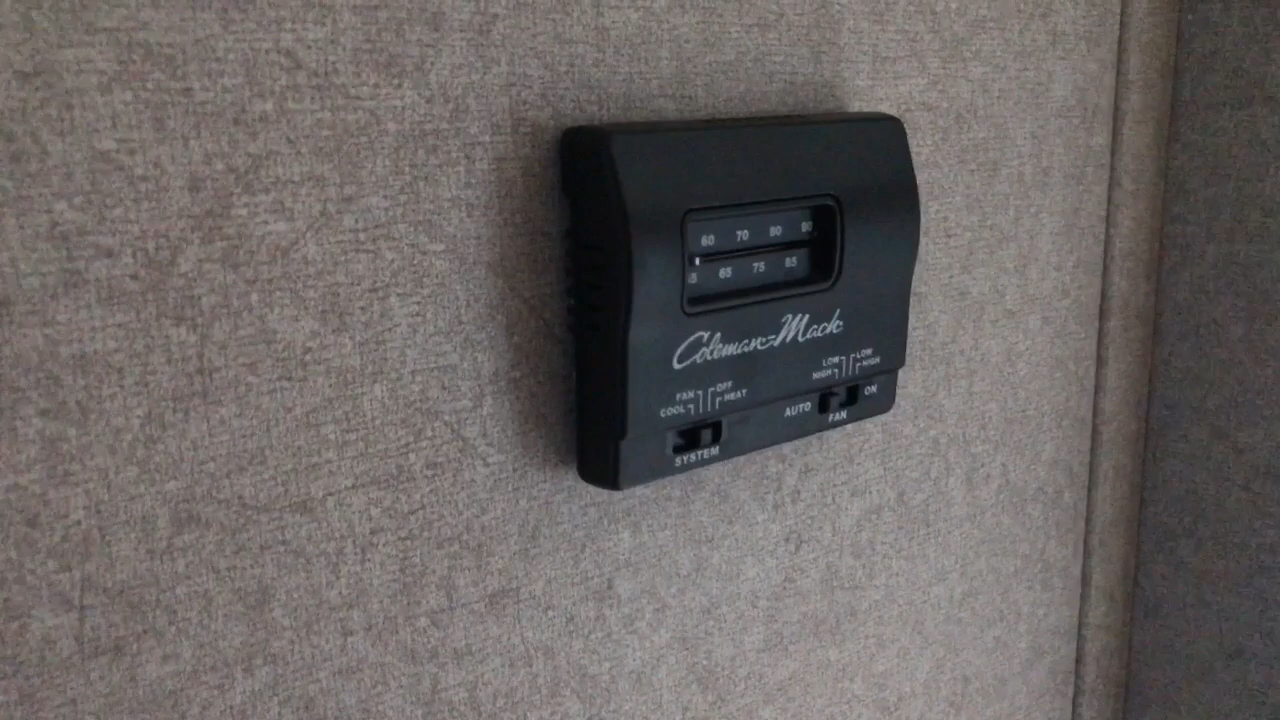 60 70 80 90
65 75 85
Coleman-Mach
LOW LOW
HIGH HIGH
FAN OFF
COOL HEAT
AUTO ON
FAN
SYSTEM